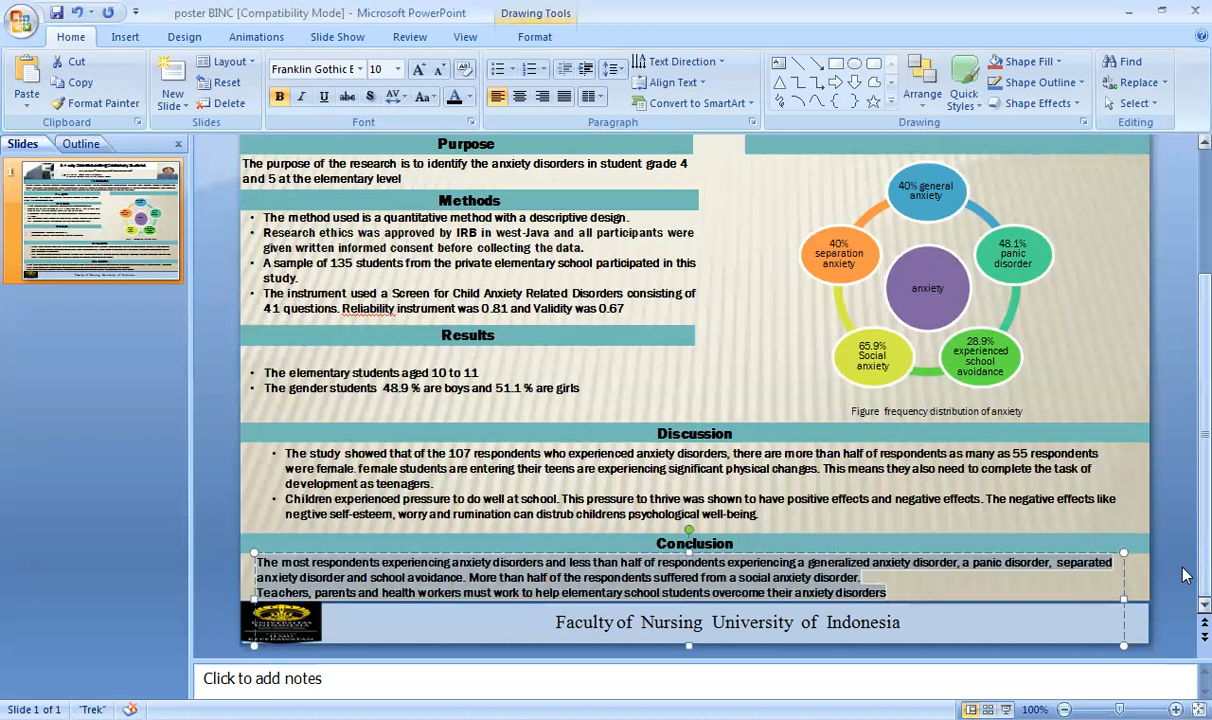 poster BINC [Compatibility Mode] - Microsoft PowerPoint
Drawing Tools
Home
Insert
Design
Animations
Slide Show
Review
View
Format
Paste
Cut
Copy
Format Painter
Clipboard
New Slide
Layout
Reset
Delete
Slides
Franklin Gothic E
10
Font
Text Direction
Align Text
Convert to SmartArt
Paragraph
Arrange
Quick Styles
Shape Fill
Shape Outline
Shape Effects
Drawing
Find
Replace
Select
Editing
Slides
Outline
1
Purpose
The purpose of the research is to identify the anxiety disorders in student grade 4
and 5 at the elementary level
Methods
• The method used is a quantitative method with a descriptive design.
• Research ethics was approved by IRB in west-Java and all participants were
given written informed consent before collecting the data.
• A sample of 135 students from the private elementary school participated in this
study.
• The instrument used a Screen for Child Anxiety Related Disorders consisting of
41 questions. Reliability instrument was 0.81 and Validity was 0.67
Results
• The elementary students aged 10 to 11
• The gender students 48.9 % are boys and 51.1 % are girls
40% general
anxiety
48.1%
panic
disorder
28.9%
experienced
school
avoidance
65.9%
Social
anxiety
40%
separation
anxiety
anxiety
Figure frequency distribution of anxiety
Discussion
• The study showed that of the 107 respondents who experienced anxiety disorders, there are more than half of respondents as many as 55 respondents
were female. female students are entering their teens are experiencing significant physical changes. This means they also need to complete the task of
development as teenagers.
• Children experienced pressure to do well at school. This pressure to thrive was shown to have positive effects and negative effects. The negative effects like
negtive self-esteem, worry and rumination can distrub childrens psychological well-being.
Conclusion
The most respondents experiencing anxiety disorders and less than half of respondents experiencing a generalized anxiety disorder, a panic disorder, separated
anxiety disorder and school avoidance. More than half of the respondents suffered from a social anxiety disorder.
Teachers, parents and health workers must work to help elementary school students overcome their anxiety disorders
Faculty of Nursing University of Indonesia
Click to add notes
Slide 1 of 1
"Trek"
100%